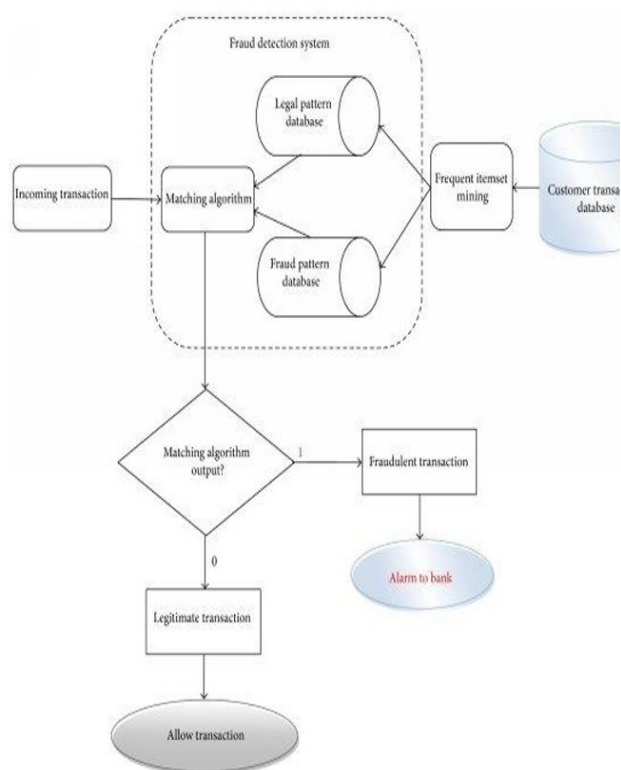 Fraud detection system
Legal pattern
database
Incoming transaction
Matching algorithm
Frequent itemset
mining
Customer
database
Fraud pattern
database
Matching algorithm
output?
1
Fraudulent transaction
0
Alarm to bank
Legitimate transaction
Allow transaction